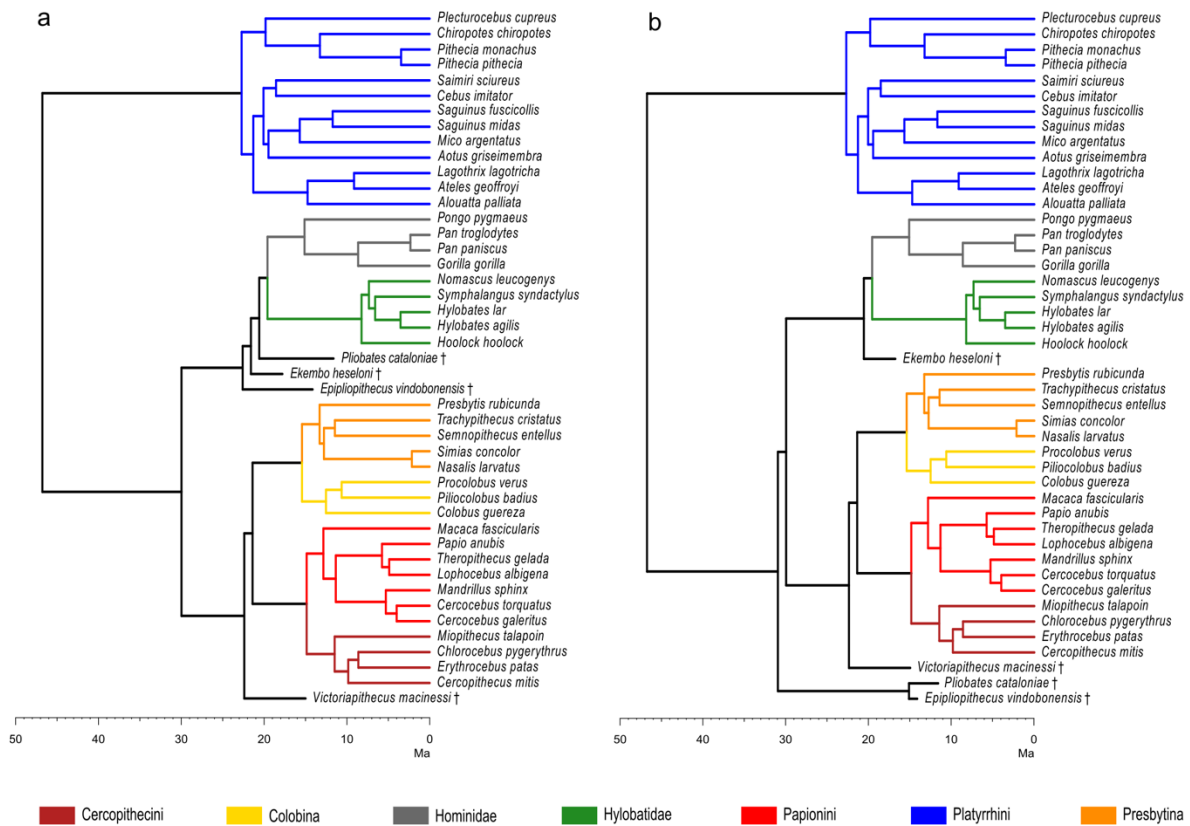 a
Plecturocebus cupreus
Chiropotes chiropotes
Pithecia monachus
Pithecia pithecia
Saimiri sciureus
Cebus imitator
Saguinus fuscicollis
Saguinus midas
Mico argentatus
Aotus griseimembra
Lagothrix lagotricha
Ateles geoffroyi
Alouatta palliata
Pongo pygmaeus
Pan troglodytes
Pan paniscus
Gorilla gorilla
Nomascus leucogenys
Symphalangus syndactylus
Hylobates lar
Hylobates agilis
Hoolock hoolock
Pliobates cataloniae †
Ekembo heseloni †
Epipliopithecus vindobonensis †
Presbytis rubicunda
Trachypithecus cristatus
Semnopithecus entellus
Simias concolor
Nasalis larvatus
Procolobus verus
Piliocolobus badius
Colobus guereza
Macaca fascicularis
Papio anubis
Theropithecus gelada
Lophocebus albigena
Mandrillus sphinx
Cercocebus torquatus
Cercocebus galeritus
Miopithecus talapoin
Chlorocebus pygerythrus
Erythrocebus patas
Cercopithecus mitis
Victoriapithecus macinessi †
50 40 30 20 10 0
Ma
b
Plecturocebus cupreus
Chiropotes chiropotes
Pithecia monachus
Pithecia pithecia
Saimiri sciureus
Cebus imitator
Saguinus fuscicollis
Saguinus midas
Mico argentatus
Aotus griseimembra
Lagothrix lagotricha
Ateles geoffroyi
Alouatta palliata
Pongo pygmaeus
Pan troglodytes
Pan paniscus
Gorilla gorilla
Nomascus leucogenys
Symphalangus syndactylus
Hylobates lar
Hylobates agilis
Hoolock hoolock
Ekembo heseloni †
Presbytis rubicunda
Trachypithecus cristatus
Semnopithecus entellus
Simias concolor
Nasalis larvatus
Procolobus verus
Piliocolobus badius
Colobus guereza
Macaca fascicularis
Papio anubis
Theropithecus gelada
Lophocebus albigena
Mandrillus sphinx
Cercocebus torquatus
Cercocebus galeritus
Miopithecus talapoin
Chlorocebus pygerythrus
Erythrocebus patas
Cercopithecus mitis
Victoriapithecus macinessi †
Pliobates cataloniae †
Epipliopithecus vindobonensis †
50 40 30 20 10 0
Ma
Cercopithecini Colobina Hominidae Hylobatidae Papionini Platyrrhini Presbytina